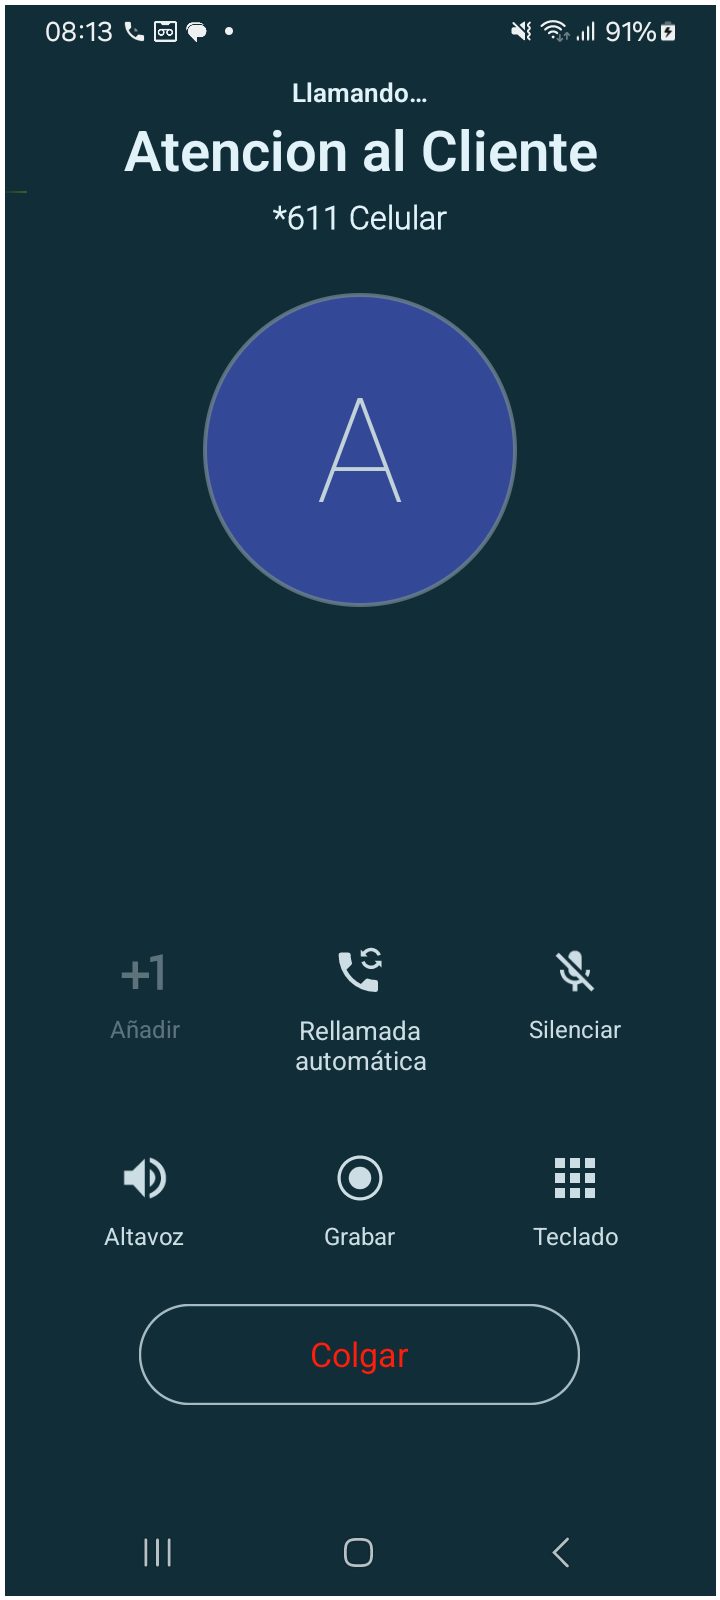 08:13
91%
Llamando...
Atencion al Cliente
*611 Celular
A
+1
Añadir
Rellamada
automática
Silenciar
Altavoz
Grabar
Teclado
Colgar